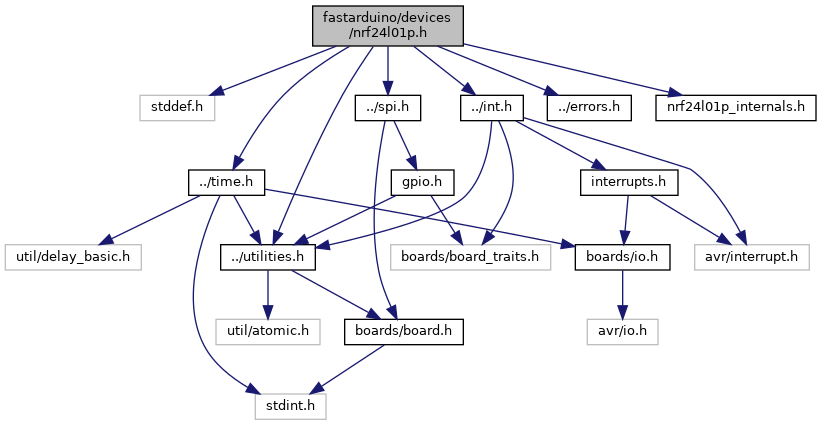 fastarduino/devices
/nrf24l01p.h
stddef.h
../spi.h
../int.h
../errors.h
nrf24l01p_internals.h
../time.h
gpio.h
interrupts.h
util/delay_basic.h
../utilities.h
boards/board_traits.h
boards/io.h
avr/interrupt.h
util/atomic.h
boards/board.h
avr/io.h
stdint.h